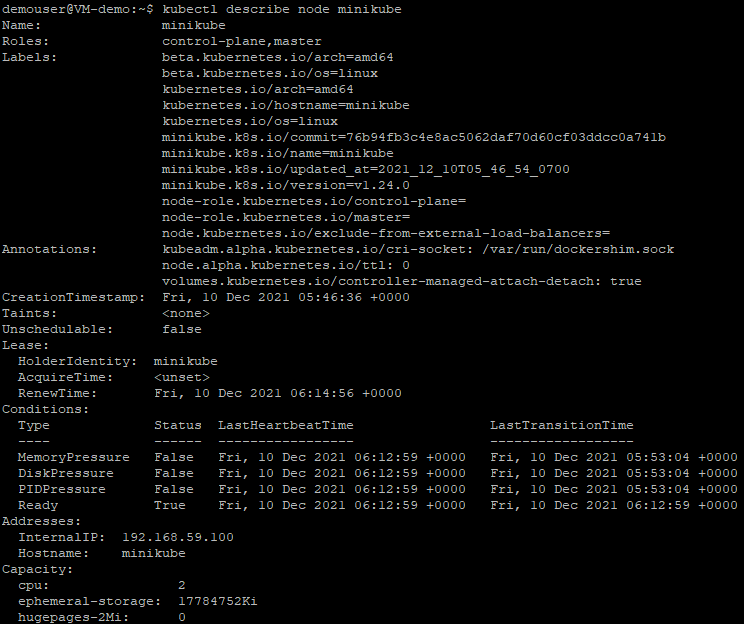 demouser@VM-demo:~$ kubectl describe node minikube
Name:               minikube
Roles:              control-plane,master
Labels:             beta.kubernetes.io/arch=amd64
                    beta.kubernetes.io/os=linux
                    kubernetes.io/arch=amd64
                    kubernetes.io/hostname=minikube
                    kubernetes.io/os=linux
                    minikube.k8s.io/commit=76b94fb3c4e8ac5062daf70d60cf03ddcc0a741b
                    minikube.k8s.io/name=minikube
                    minikube.k8s.io/updated_at=2021_12_10T05_46_54_0700
                    minikube.k8s.io/version=v1.24.0
                    node-role.kubernetes.io/control-plane=
                    node-role.kubernetes.io/master=
                    node.kubernetes.io/exclude-from-external-load-balancers=
Annotations:        kubeadm.alpha.kubernetes.io/cri-socket: /var/run/dockershim.sock
                    node.alpha.kubernetes.io/ttl: 0
                    volumes.kubernetes.io/controller-managed-attach-detach: true
CreationTimestamp:  Fri, 10 Dec 2021 05:46:36 +0000
Taints:             <none>
Unschedulable:      false
Lease:
  HolderIdentity:  minikube
  AcquireTime:     <unset>
  RenewTime:       Fri, 10 Dec 2021 06:14:56 +0000
Conditions:
  Type             Status  LastHeartbeatTime                 LastTransitionTime
  ----             ------  -----------------                 ------------------
  MemoryPressure   False   Fri, 10 Dec 2021 06:12:59 +0000   Fri, 10 Dec 2021 05:53:04 +0000
  DiskPressure     False   Fri, 10 Dec 2021 06:12:59 +0000   Fri, 10 Dec 2021 05:53:04 +0000
  PIDPressure      False   Fri, 10 Dec 2021 06:12:59 +0000   Fri, 10 Dec 2021 05:53:04 +0000
  Ready            True    Fri, 10 Dec 2021 06:12:59 +0000   Fri, 10 Dec 2021 06:12:59 +0000
Addresses:
  InternalIP:  192.168.59.100
  Hostname:    minikube
Capacity:
  cpu:                2
  ephemeral-storage:  17784752Ki
  hugepages-2Mi:      0